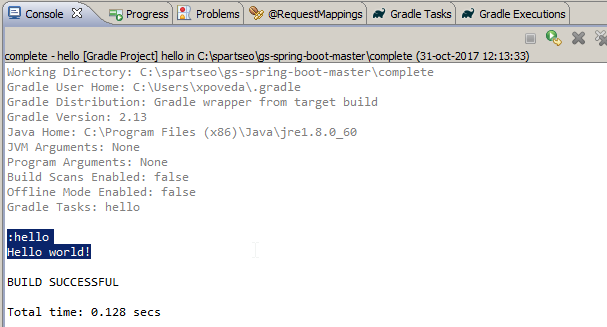 Console Progress Problems @RequestMappings Gradle Tasks Gradle Executions
complete - hello [Gradle Project] hello in C:\spartseo\gs-spring-boot-master\complete (31-oct-2017 12:13:33)
Working Directory: C:\spartseo\gs-spring-boot-master\complete
Gradle User Home: C:\Users\xpoveda\.gradle
Gradle Distribution: Gradle wrapper from target build
Gradle Version: 2.13
Java Home: C:\Program Files (x86)\Java\jre1.8.0_60
JVM Arguments: None
Program Arguments: None
Build Scans Enabled: false
Offline Mode Enabled: false
Gradle Tasks: hello
:hello
Hello world!
BUILD SUCCESSFUL
Total time: 0.128 secs